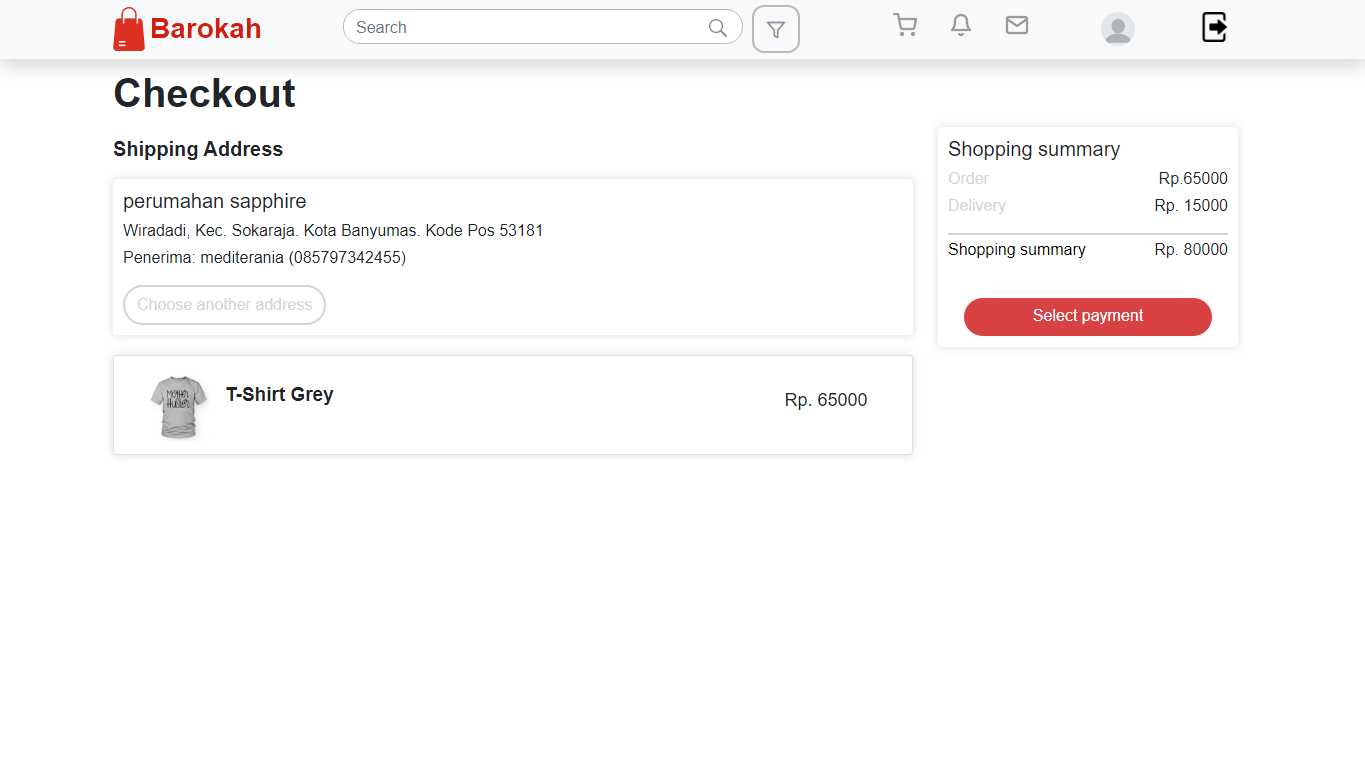 Barokah
Search
Checkout
Shipping Address
perumahan sapphire
Wiradadi, Kec. Sokaraja. Kota Banyumas. Kode Pos 53181
Penerima: mediterania (085797342455)
Choose another address
T-Shirt Grey
Rp. 65000
Shopping summary
Order Rp.65000
Delivery Rp. 15000
Shopping summary Rp. 80000
Select payment